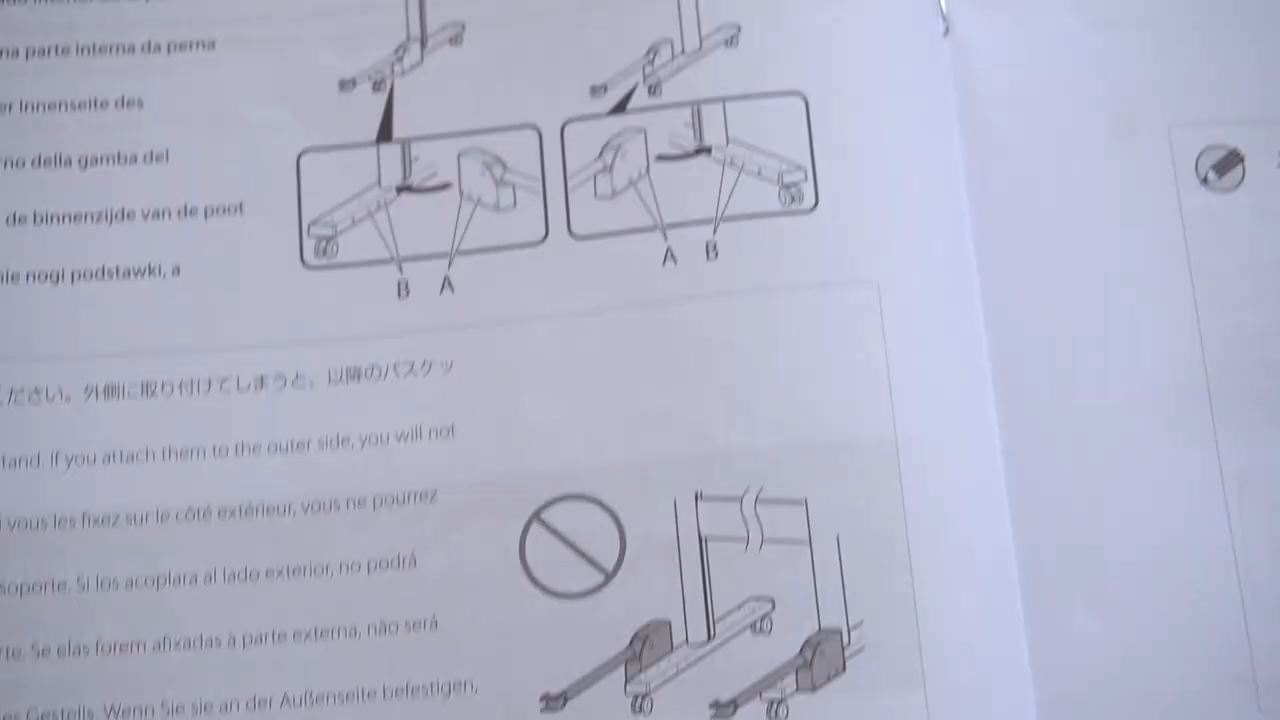 na parte interna da perna
er Innenseite des
no della gamba del
de binnenzijde van de poot
nie nogi podstawki, a
B A
A B
ください。外側に取り付けてしまうと、以降のバスケッ
tand. If you attach them to the outer side, you will not
i vous les fixez sur le côté extérieur, vous ne pourrez
soporte. Si los acoplara al lado exterior, no podrá
rte. Se elas forem afixadas à parte externa, não será
es Gestells. Wenn Sie sie an der Außenseite befestigen,